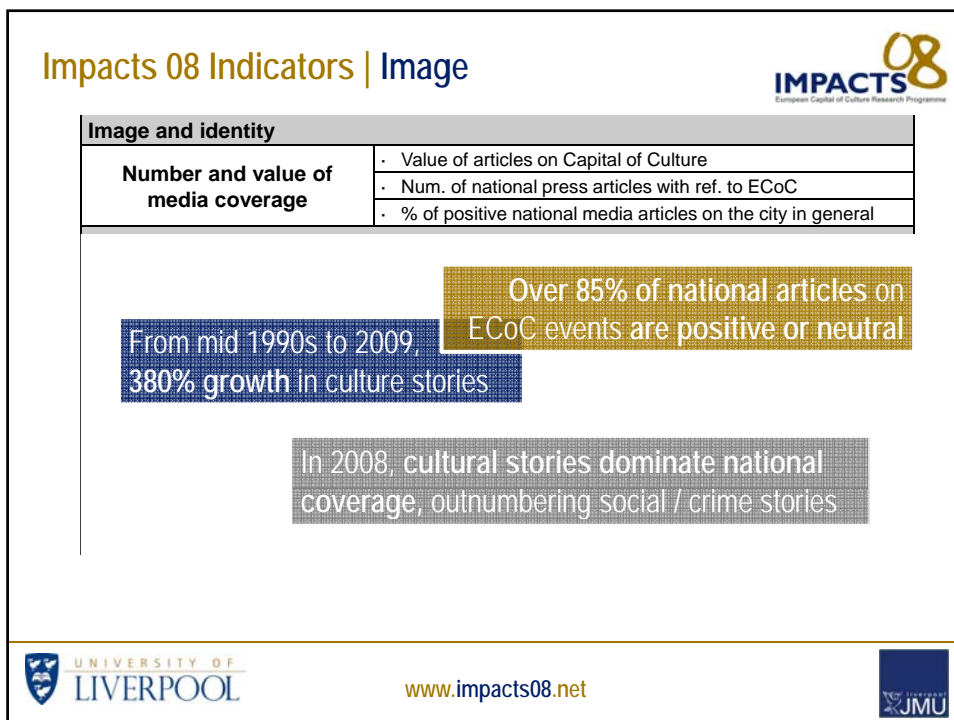 Impacts 08 Indicators | Image
08
IMPACTS
European Capital of Culture Research Programme
Image and identity
Number and value of
media coverage
· Value of articles on Capital of Culture
· Num. of national press articles with ref. to ECoC
· % of positive national media articles on the city in general
Over 85% of national articles on
ECoC events are positive or neutral
From mid 1990s to 2009,
380% growth in culture stories
In 2008, cultural stories dominate national
coverage, outnumbering social / crime stories
UNIVERSITY OF
LIVERPOOL
www.impacts08.net
liverpool
JMU